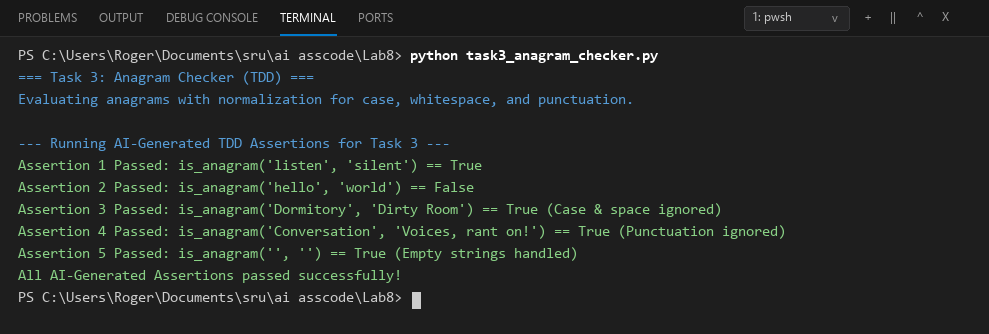 PROBLEMS OUTPUT DEBUG CONSOLE TERMINAL PORTS 1: pwsh v + || ^ X
PS C:\Users\Roger\Documents\sru\ai asscode\Lab8> python task3_anagram_checker.py
=== Task 3: Anagram Checker (TDD) ===
Evaluating anagrams with normalization for case, whitespace, and punctuation.
--- Running AI-Generated TDD Assertions for Task 3 ---
Assertion 1 Passed: is_anagram('listen', 'silent') == True
Assertion 2 Passed: is_anagram('hello', 'world') == False
Assertion 3 Passed: is_anagram('Dormitory', 'Dirty Room') == True (Case & space ignored)
Assertion 4 Passed: is_anagram('Conversation', 'Voices, rant on!') == True (Punctuation ignored)
Assertion 5 Passed: is_anagram('', '') == True (Empty strings handled)
All AI-Generated Assertions passed successfully!
PS C:\Users\Roger\Documents\sru\ai asscode\Lab8>